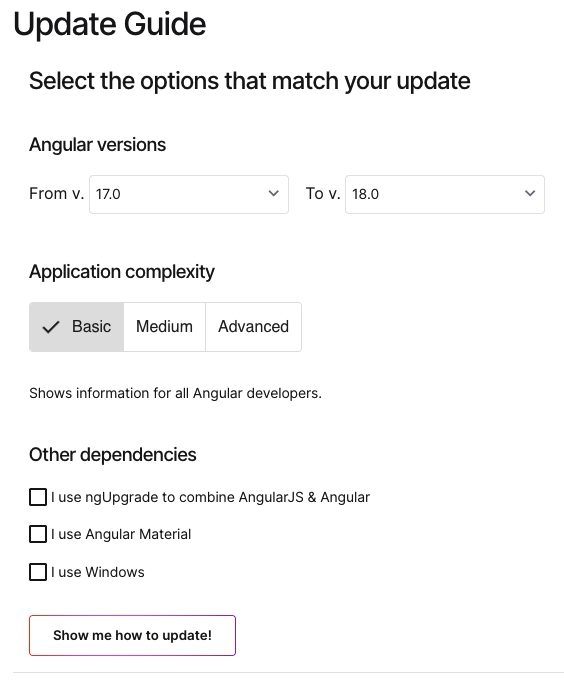 Update Guide
Select the options that match your update
Angular versions
From v. 17.0 To v. 18.0
Application complexity
Basic Medium Advanced
Shows information for all Angular developers.
Other dependencies
I use ngUpgrade to combine AngularJS & Angular
I use Angular Material
I use Windows
Show me how to update!